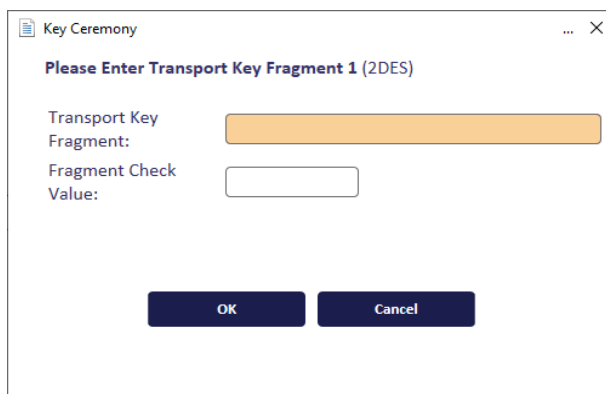 Key Ceremony ...
Please Enter Transport Key Fragment 1 (2DES)
Transport Key
Fragment:
Fragment Check
Value:
OK Cancel